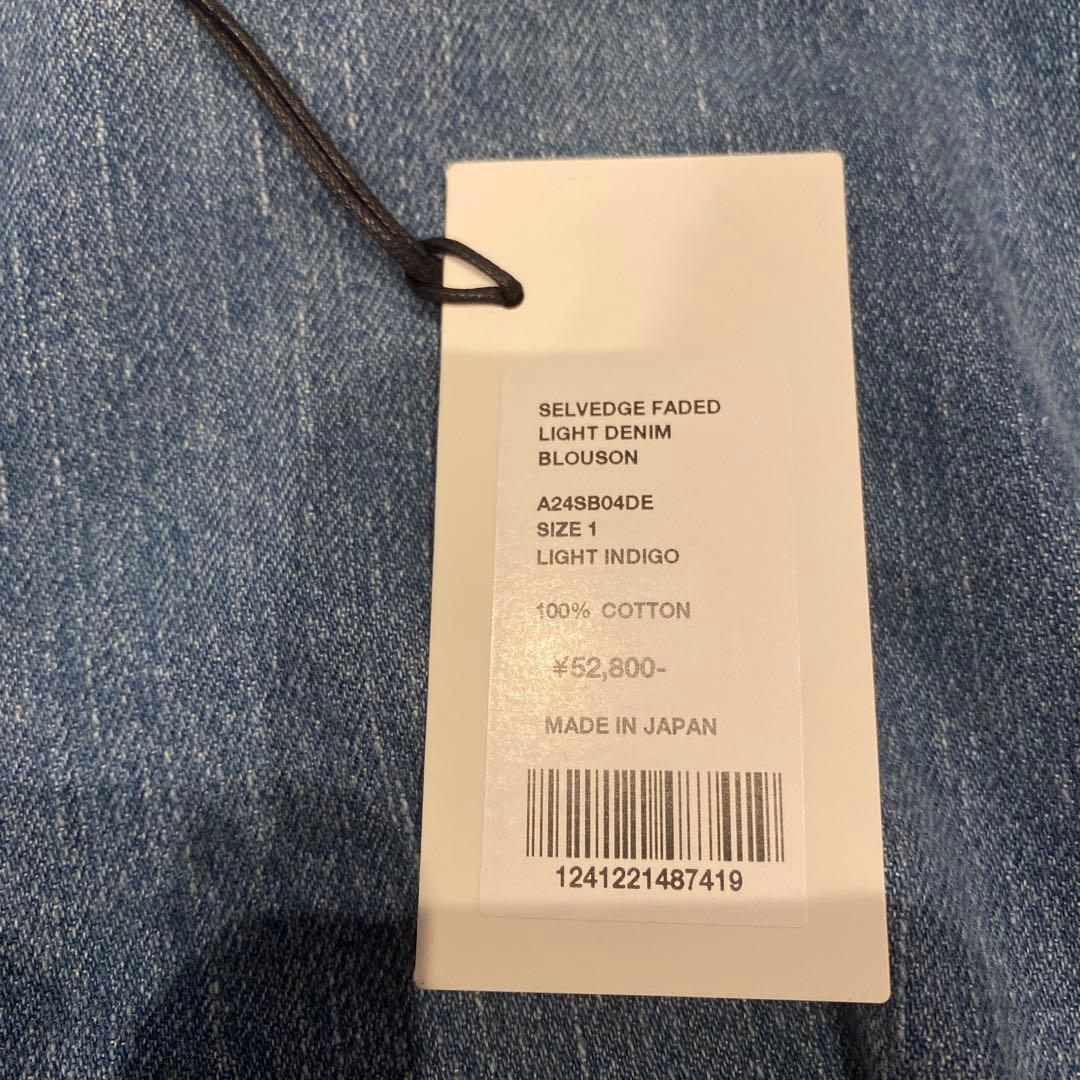 SELVEDGE FADED
LIGHT DENIM
BLOUSON
A24SB04DE
SIZE 1
LIGHT INDIGO
100% COTTON
¥52,800-
MADE IN JAPAN
1241221487419